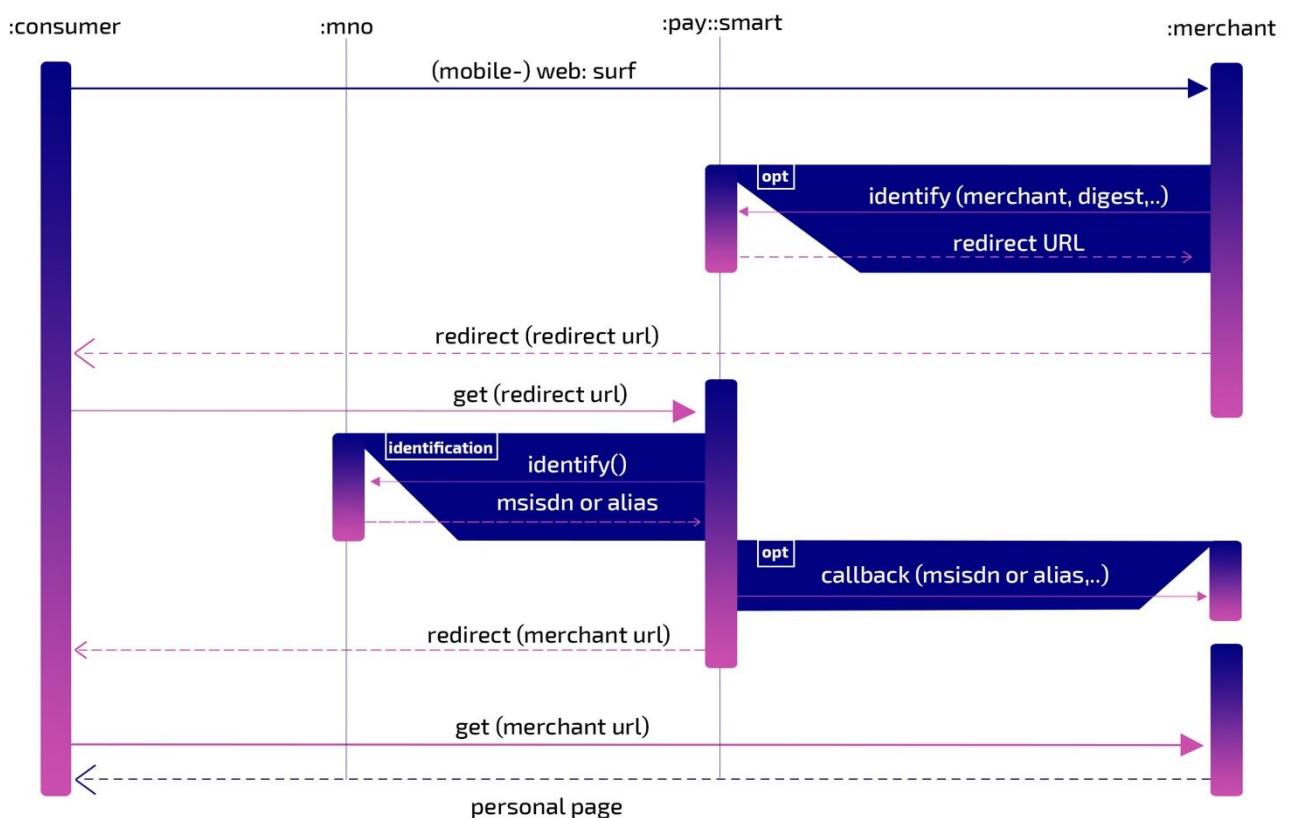 :consumer
:mno
:pay::smart
:merchant
(mobile-) web: surf
opt
identify (merchant, digest,..)
redirect URL
redirect (redirect url)
get (redirect url)
identification
identify()
msisdn or alias
opt
callback (msisdn or alias,..)
redirect (merchant url)
get (merchant url)
personal page